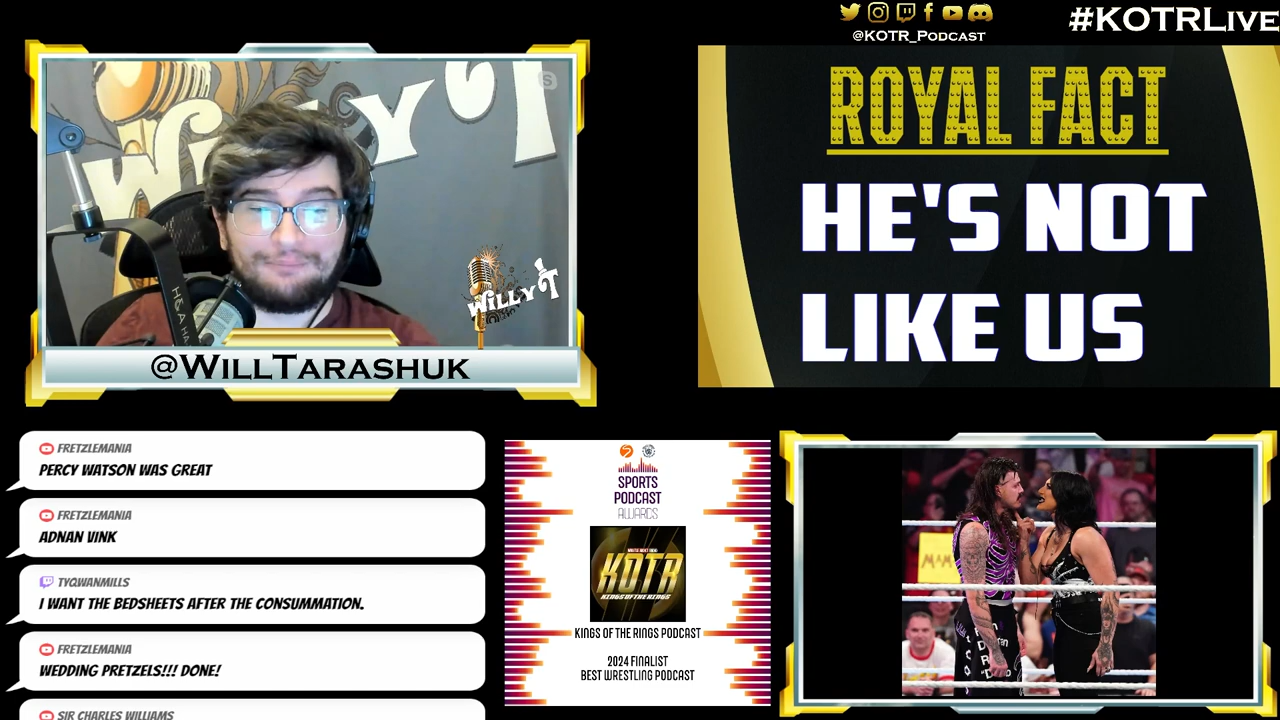 @KOTR_Podcast
#KOTRLive
Willy T
WiLLY T
H&A
@WillTarashuk
ROYAL FACT
HE'S NOT
LIKE US
FRETZLEMANIA
PERCY WATSON WAS GREAT
FRETZLEMANIA
ADNAN VINK
TYQWANMILLS
I WANT THE BEDSHEETS AFTER THE CONSUMMATION.
FRETZLEMANIA
WEDDING PRETZELS!!! DONE!
SIR CHARLES WILLIAMS
SPORTS
PODCAST
AWARDS
KOTR
KINGS OF THE RINGS
KINGS OF THE RINGS PODCAST
2024 FINALIST
BEST WRESTLING PODCAST